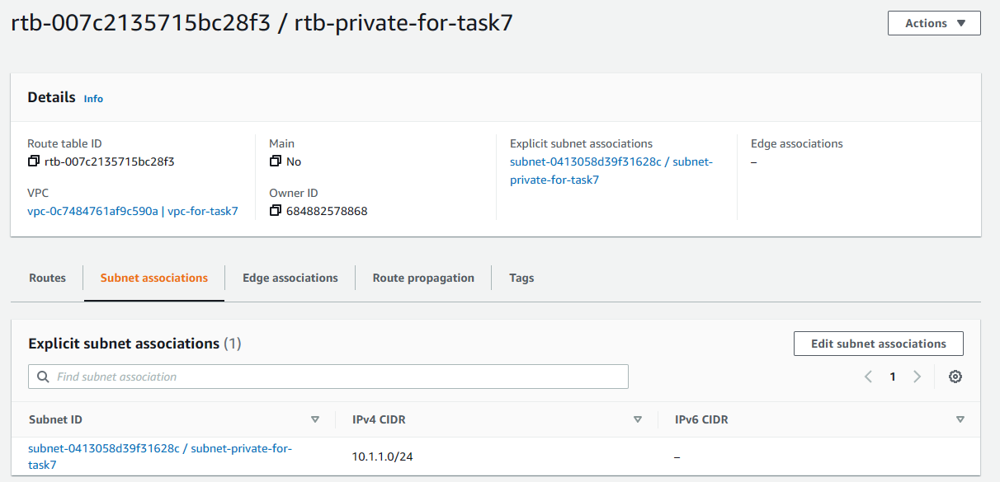 rtb-007c2135715bc28f3 / rtb-private-for-task7
Actions
Details Info
Route table ID
rtb-007c2135715bc28f3
Main
No
Explicit subnet associations
subnet-0413058d39f31628c / subnet-
private-for-task7
Edge associations
–
VPC
vpc-0c7484761af9c590a | vpc-for-task7
Owner ID
684882578868
Routes
Subnet associations
Edge associations
Route propagation
Tags
Explicit subnet associations (1)
Edit subnet associations
Find subnet association
1
Subnet ID
IPv4 CIDR
IPv6 CIDR
subnet-0413058d39f31628c / subnet-private-for-
task7
10.1.1.0/24
–